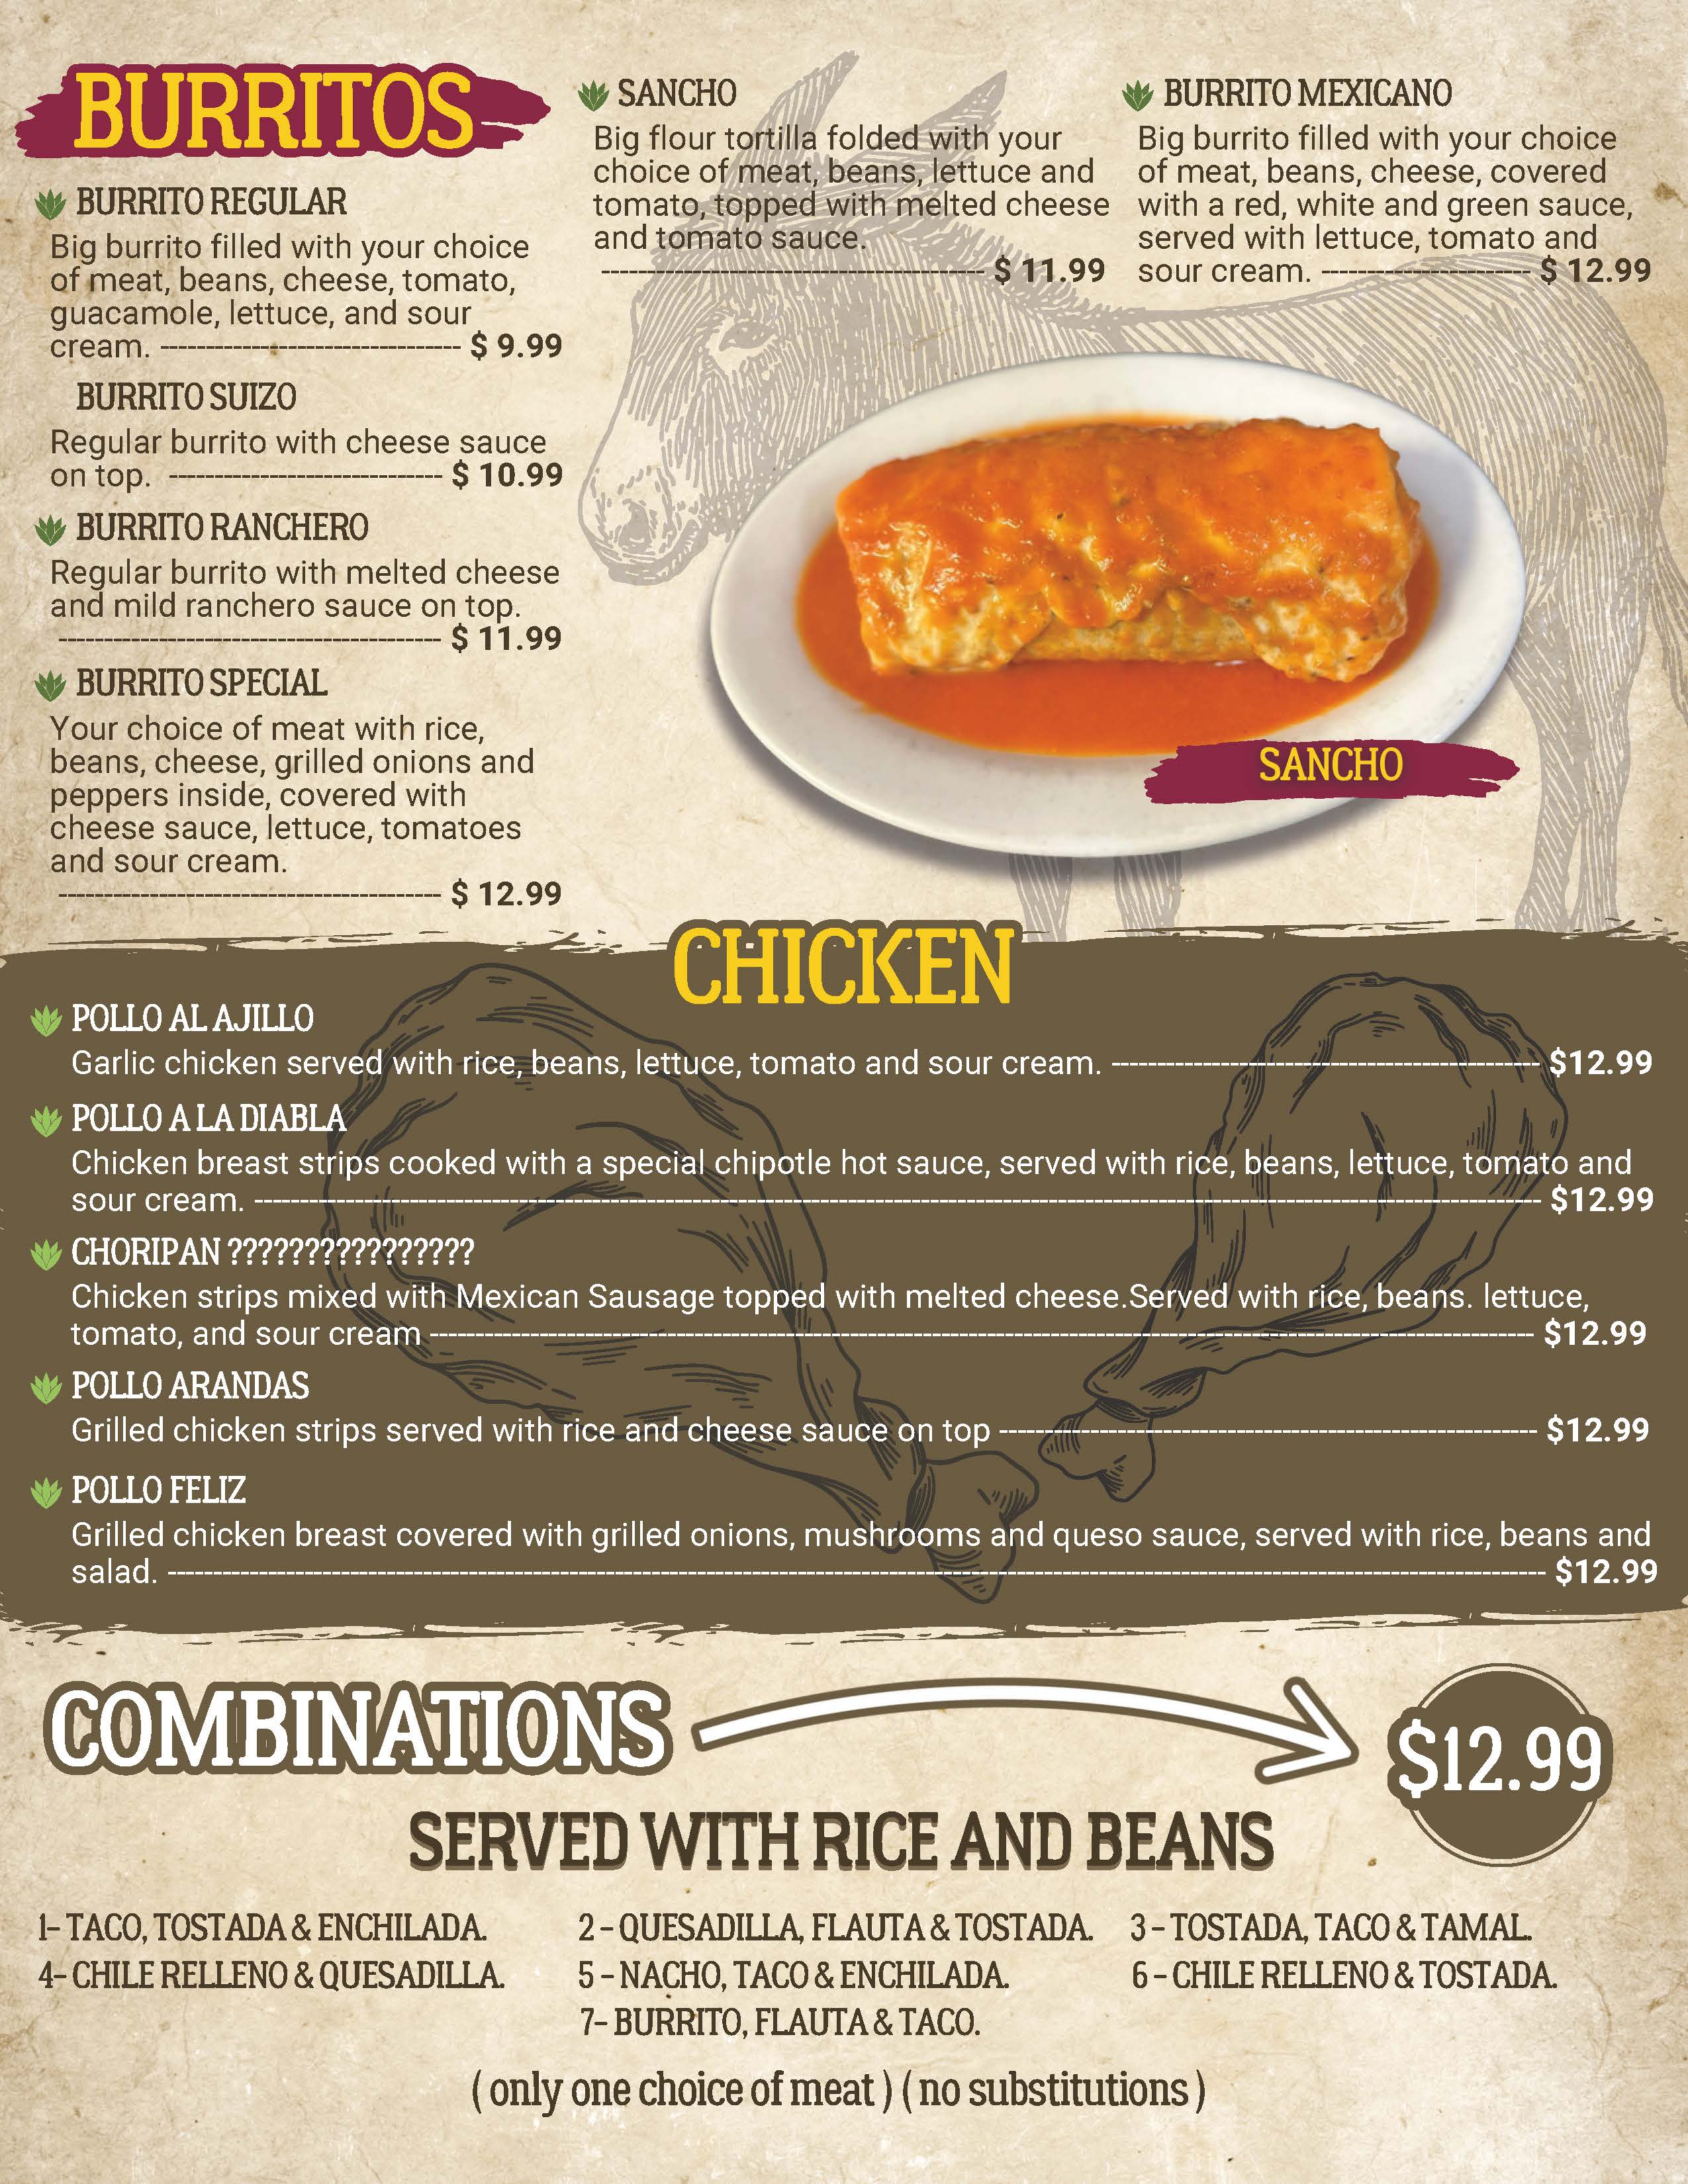 BURRITOS
BURRITO REGULAR
Big burrito filled with your choice
of meat, beans, cheese, tomato,
guacamole, lettuce, and sour
cream. $ 9.99
BURRITO SUIZO
Regular burrito with cheese sauce
on top. $ 10.99
BURRITO RANCHERO
Regular burrito with melted cheese
and mild ranchero sauce on top.
$ 11.99
BURRITO SPECIAL
Your choice of meat with rice,
beans, cheese, grilled onions and
peppers inside, covered with
cheese sauce, lettuce, tomatoes
and sour cream.
$ 12.99
SANCHO
Big flour tortilla folded with your
choice of meat, beans, lettuce and
tomato, topped with melted cheese
and tomato sauce.
$ 11.99
BURRITO MEXICANO
Big burrito filled with your choice
of meat, beans, cheese, covered
with a red, white and green sauce,
served with lettuce, tomato and
sour cream. $ 12.99
SANCHO
CHICKEN
POLLO AL AJILLO
Garlic chicken served with rice, beans, lettuce, tomato and sour cream. $12.99
POLLO A LA DIABLA
Chicken breast strips cooked with a special chipotle hot sauce, served with rice, beans, lettuce, tomato and
sour cream. $12.99
CHORIPAN ????????????????
Chicken strips mixed with Mexican Sausage topped with melted cheese.Served with rice, beans. lettuce,
tomato, and sour cream $12.99
POLLO ARANDAS
Grilled chicken strips served with rice and cheese sauce on top $12.99
POLLO FELIZ
Grilled chicken breast covered with grilled onions, mushrooms and queso sauce, served with rice, beans and
salad. $12.99
COMBINATIONS $12.99
SERVED WITH RICE AND BEANS
1- TACO, TOSTADA & ENCHILADA. 2 - QUESADILLA, FLAUTA & TOSTADA. 3 - TOSTADA, TACO & TAMAL.
4- CHILE RELLENO & QUESADILLA. 5 - NACHO, TACO & ENCHILADA. 6 - CHILE RELLENO & TOSTADA.
7- BURRITO, FLAUTA & TACO.
( only one choice of meat ) ( no substitutions )